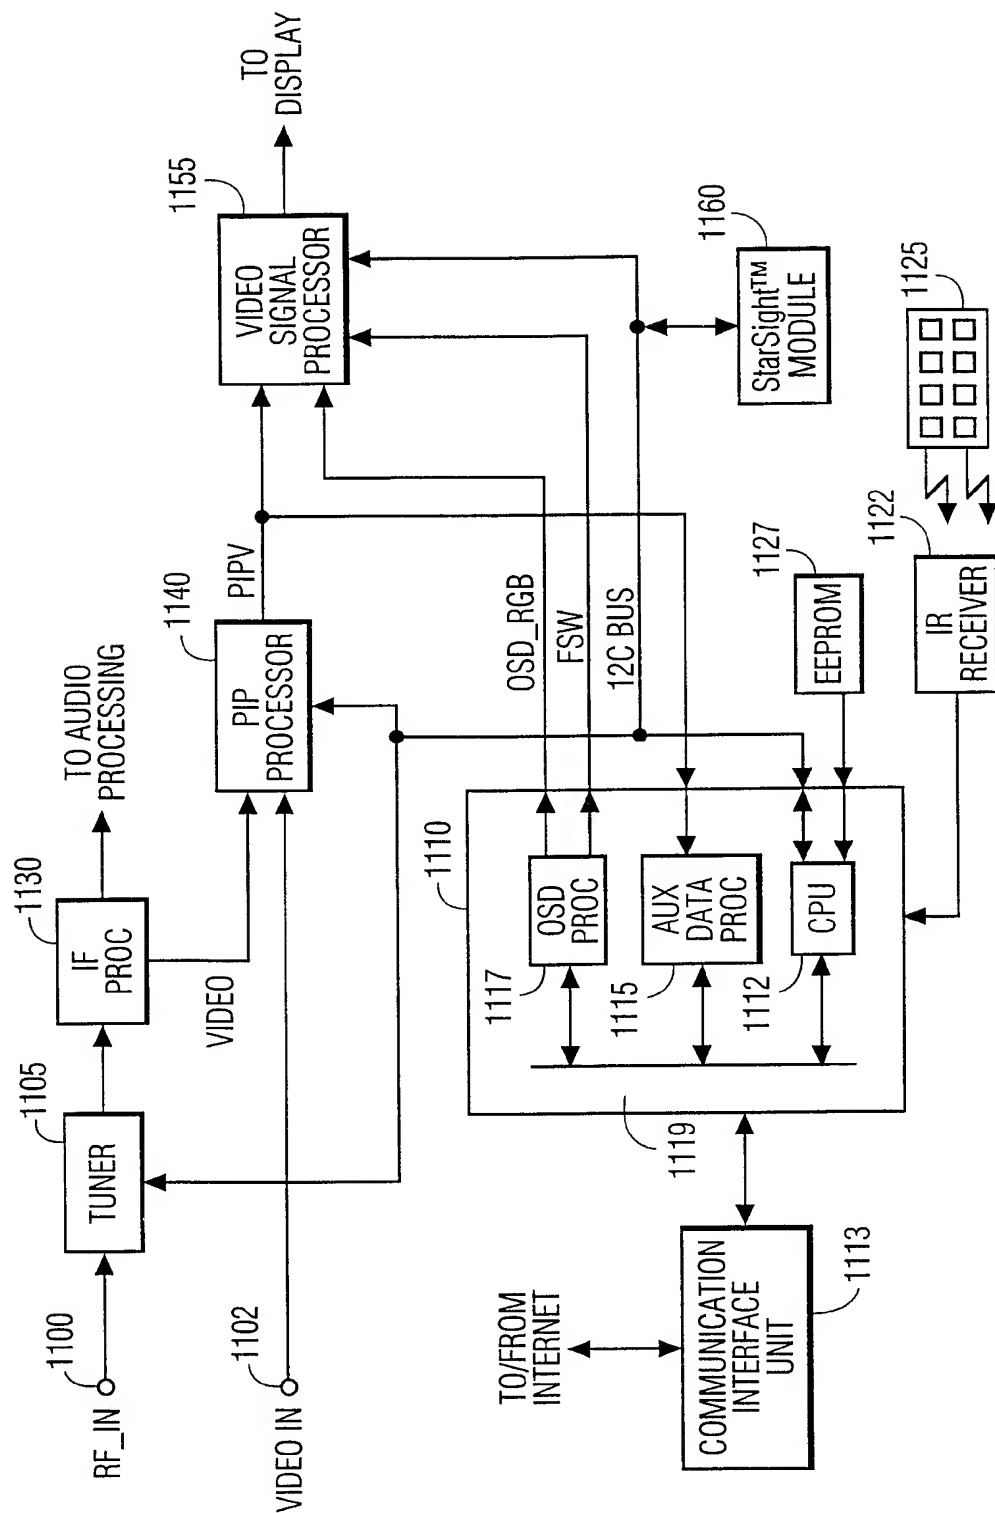 RF_IN
1100
TUNER
1105
IF
PROC
1130
TO AUDIO
PROCESSING
VIDEO
VIDEO IN
1102
PIP
PROCESSOR
1140
PIPV
VIDEO
SIGNAL
PROCESSOR
1155
TO
DISPLAY
OSD_RGB
FSW
12C BUS
1110
OSD
PROC
1117
AUX
DATA
PROC
1115
CPU
1112
1119
TO/FROM
INTERNET
COMMUNICATION
INTERFACE
UNIT
1113
StarSight™
MODULE
1160
EEPROM
1127
IR
RECEIVER
1122
1125